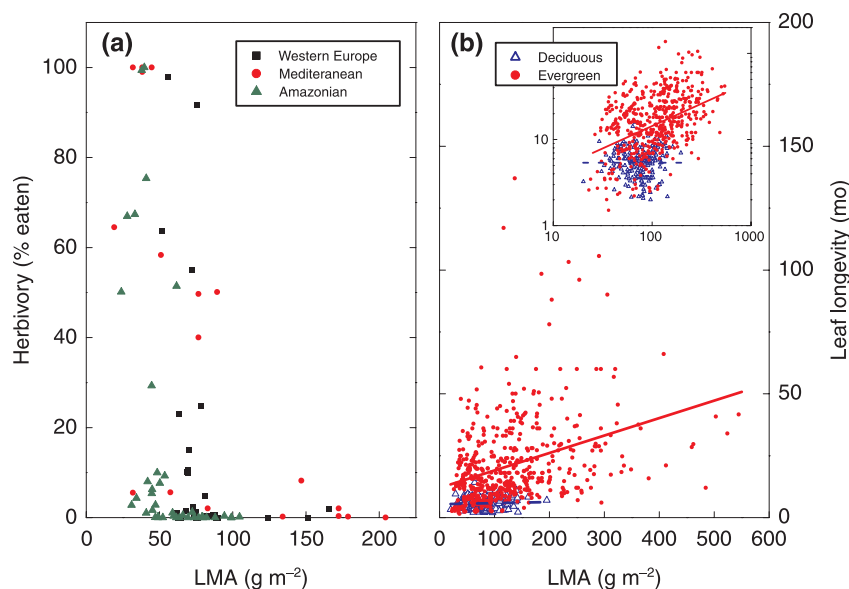 (a)
Western Europe
Mediteranean
Amazonian
100
80
60
40
20
0
Herbivory (% eaten)
0
50
100
150
200
LMA (g m⁻²)
(b)
Deciduous
Evergreen
10
1
10
100
1000
200
150
100
50
0
Leaf longevity (mo)
0
100
200
300
400
500
600
LMA (g m⁻²)